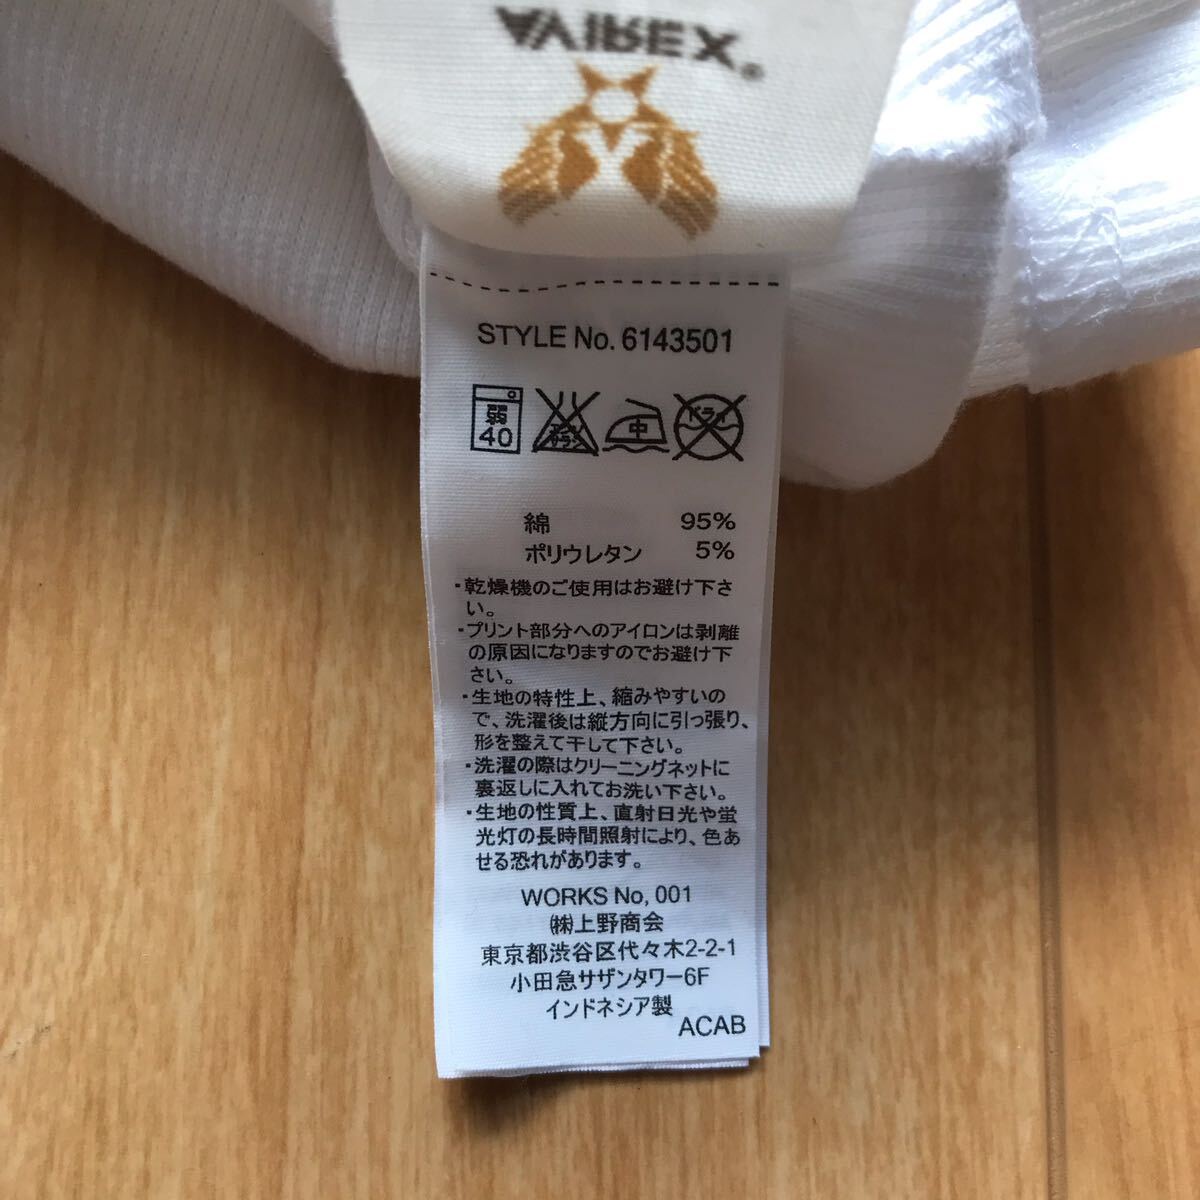 AVIREX®
STYLE No. 6143501
弱
40
中
ドライ
綿 95%
ポリウレタン 5%
・乾燥機のご使用はお避け下さ
い。
・プリント部分へのアイロンは剥離
の原因になりますのでお避け下
さい。
・生地の特性上、縮みやすいの
で、洗濯後は縦方向に引っ張り、
形を整えて干して下さい。
・洗濯の際はクリーニングネットに
裏返しに入れてお洗い下さい。
・生地の性質上、直射日光や蛍
光灯の長時間照射により、色あ
せる恐れがあります。
WORKS No, 001
㈱上野商会
東京都渋谷区代々木2-2-1
小田急サザンタワー6F
インドネシア製
ACAB